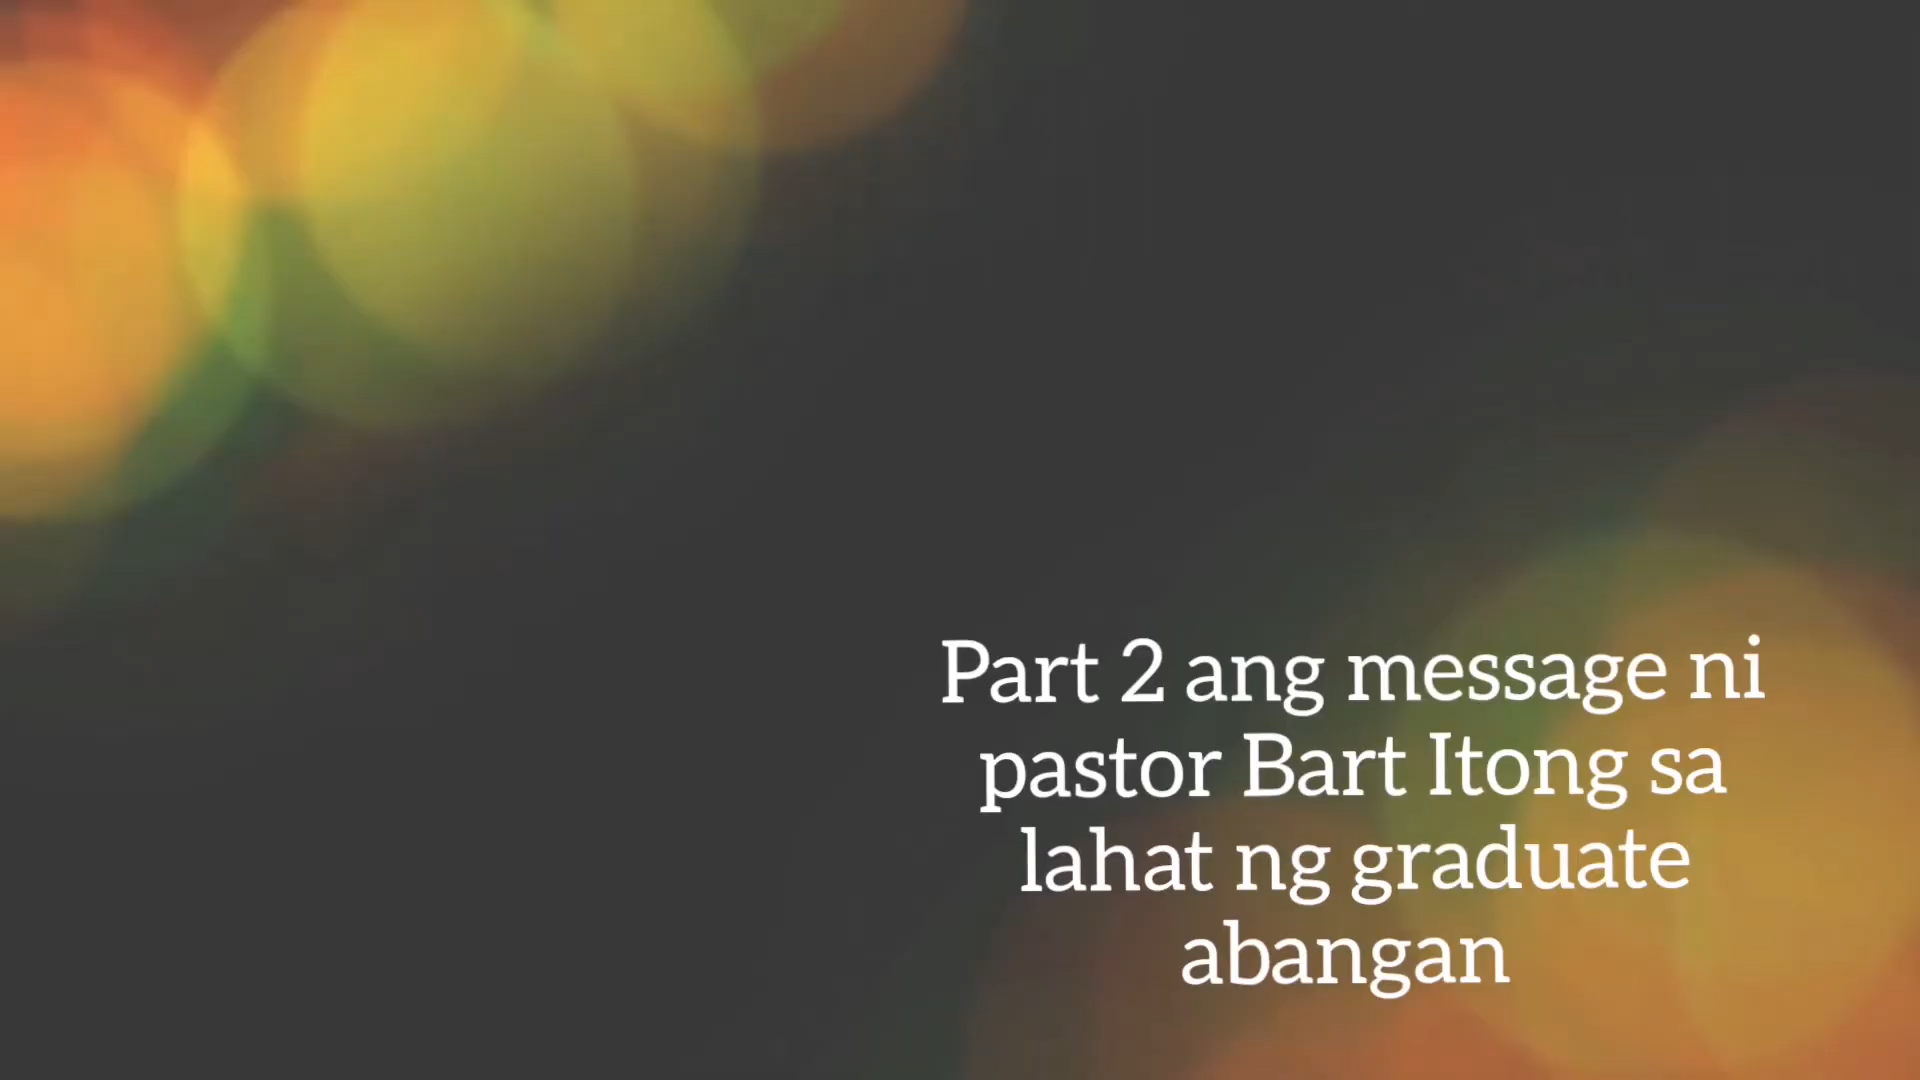 Part 2 ang message ni
pastor Bart Itong sa
lahat ng graduate
abangan